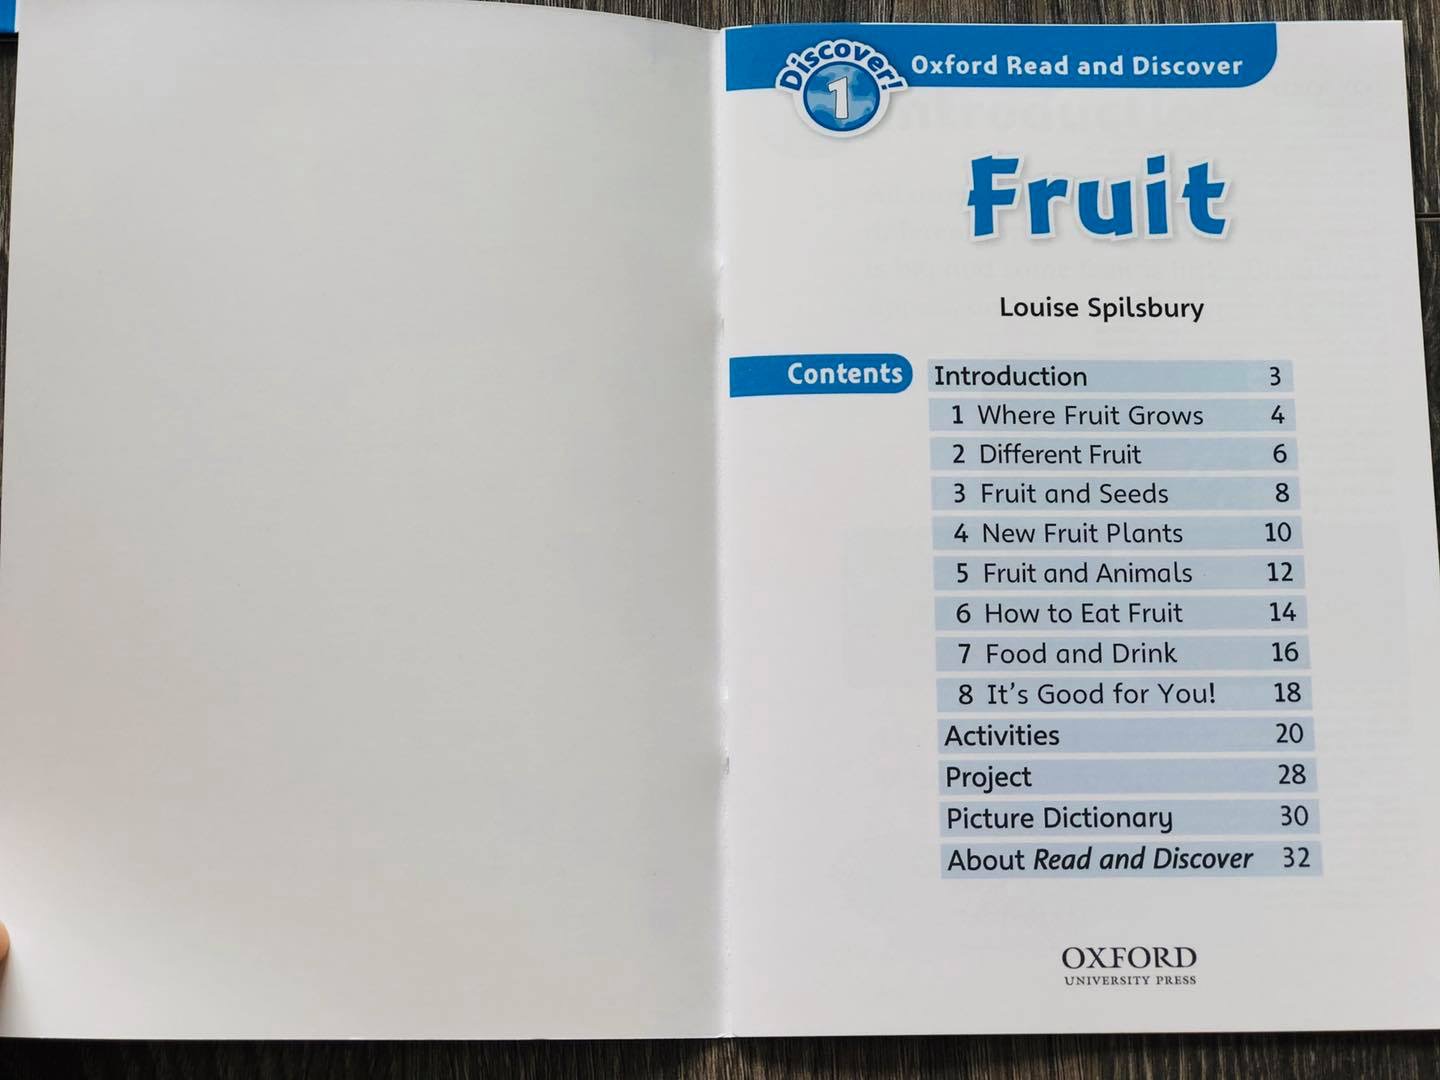 Discover!
1
Oxford Read and Discover
Fruit
Louise Spilsbury
Contents
Introduction 3
1 Where Fruit Grows 4
2 Different Fruit 6
3 Fruit and Seeds 8
4 New Fruit Plants 10
5 Fruit and Animals 12
6 How to Eat Fruit 14
7 Food and Drink 16
8 It's Good for You! 18
Activities 20
Project 28
Picture Dictionary 30
About Read and Discover 32
OXFORD
UNIVERSITY PRESS